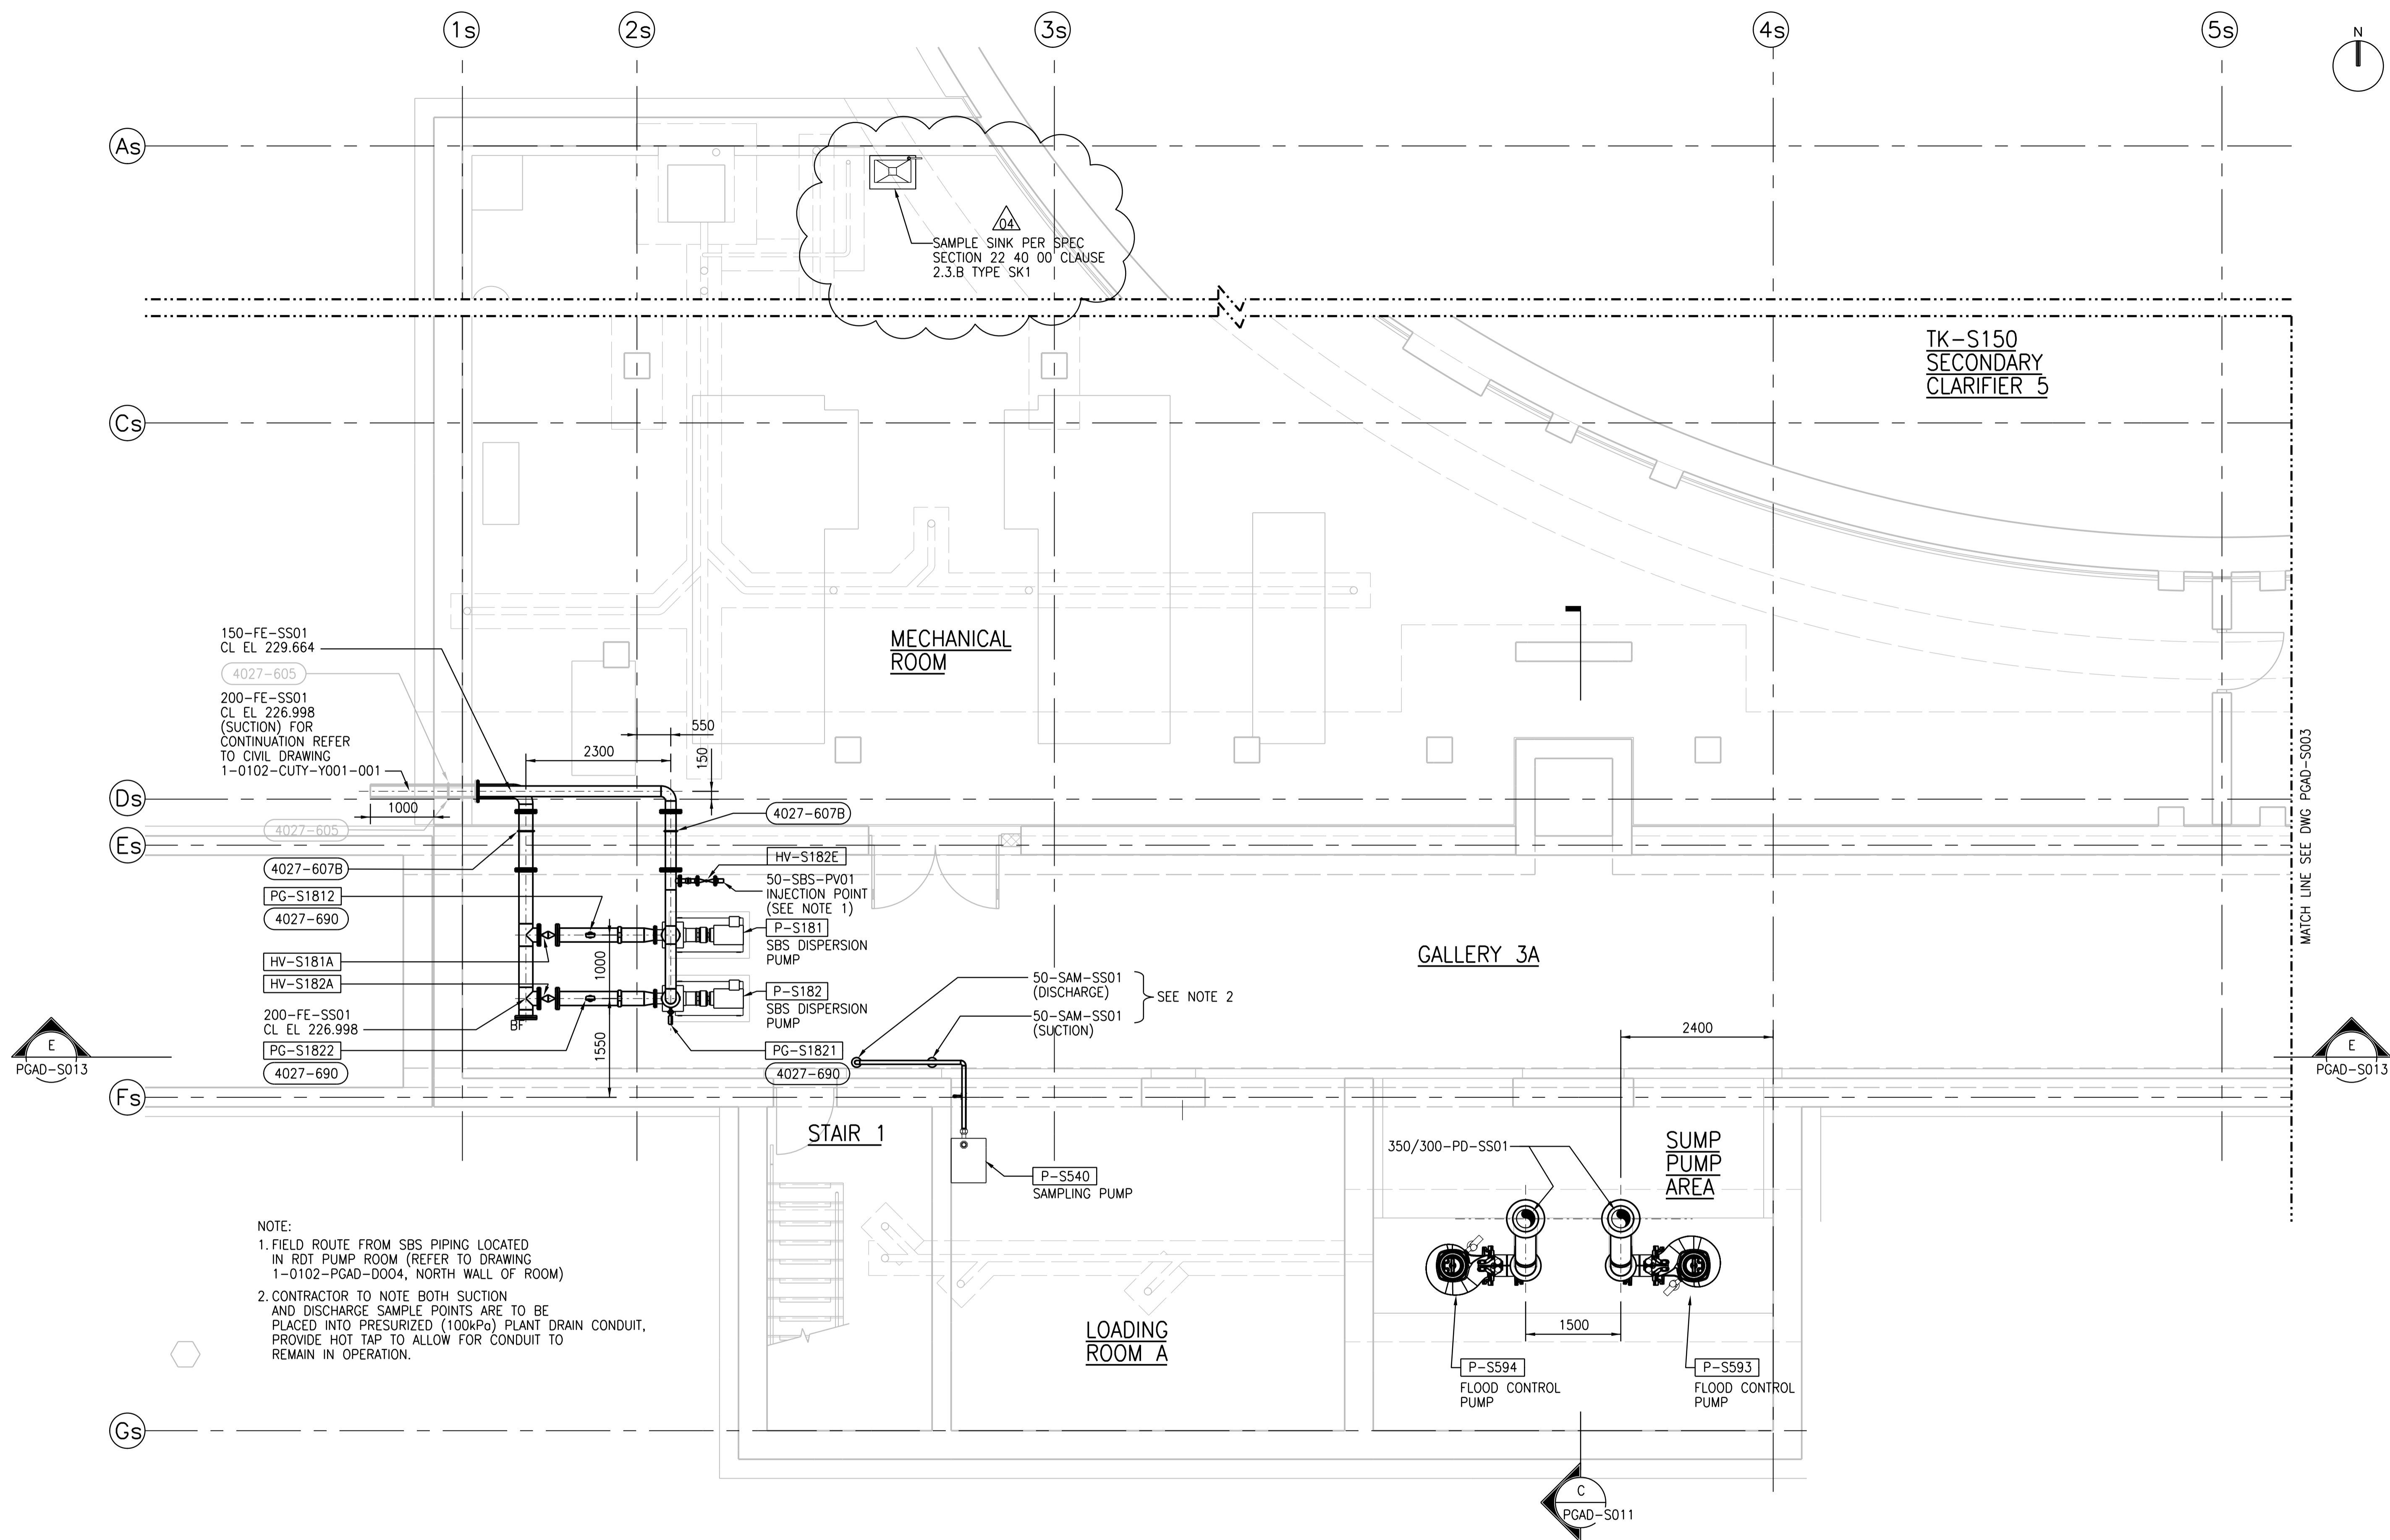 1s
2s
3s
4s
5s
N
As
04
SAMPLE SINK PER SPEC
SECTION 22 40 00 CLAUSE
2.3.B TYPE SK1
TK-S150
SECONDARY
CLARIFIER 5
Cs
150-FE-SS01
CL EL 229.664
4027-605
200-FE-SS01
CL EL 226.998
(SUCTION) FOR
CONTINUATION REFER
TO CIVIL DRAWING
1-0102-CUTY-Y001-001
MECHANICAL
ROOM
550
2300
150
MATCH LINE SEE DWG PGAD-S003
Ds
1000
4027-605
4027-607B
Es
4027-607B
HV-S182E
50-SBS-PV01
INJECTION POINT
(SEE NOTE 1)
PG-S1812
4027-690
P-S181
SBS DISPERSION
PUMP
HV-S181A
1000
GALLERY 3A
HV-S182A
P-S182
SBS DISPERSION
PUMP
50-SAM-SS01
(DISCHARGE)
SEE NOTE 2
50-SAM-SS01
(SUCTION)
200-FE-SS01
CL EL 226.998
BF
1550
2400
PG-S1822
4027-690
PG-S1821
4027-690
E
PGAD-S013
E
PGAD-S013
Fs
STAIR 1
350/300-PD-SS01
SUMP
PUMP
AREA
P-S540
SAMPLING PUMP
NOTE:
1. FIELD ROUTE FROM SBS PIPING LOCATED
IN RDT PUMP ROOM (REFER TO DRAWING
1-0102-PGAD-D004, NORTH WALL OF ROOM)
2. CONTRACTOR TO NOTE BOTH SUCTION
AND DISCHARGE SAMPLE POINTS ARE TO BE
PLACED INTO PRESURIZED (100kPa) PLANT DRAIN CONDUIT,
PROVIDE HOT TAP TO ALLOW FOR CONDUIT TO
REMAIN IN OPERATION.
LOADING
ROOM A
1500
P-S594
FLOOD CONTROL
PUMP
P-S593
FLOOD CONTROL
PUMP
Gs
C
PGAD-S011